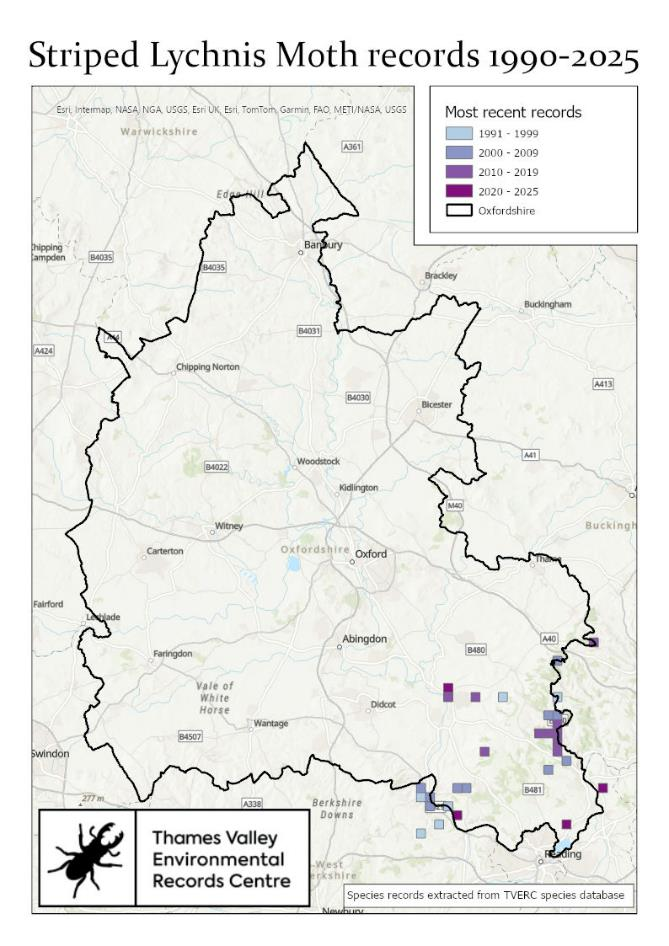 Striped Lychnis Moth records 1990-2025
Esri, Intermap, NASA, NGA, USGS, Esri UK, Esri, TomTom, Garmin, FAO, METI/NASA, USGS
Most recent records
1991 - 1999
2000 - 2009
2010 - 2019
2020 - 2025
Oxfordshire
Warwickshire
A361
Edge Hill
Banbury
Chipping
Campden
B4035
B4035
Brackley
Buckingham
A44
B4031
A424
Chipping Norton
A413
B4030
Bicester
A41
Woodstock
B4022
Kidlington
M40
Witney
Buckingh
Carterton
Oxfordshire
Oxford
Thame
Fairford
Lechlade
Abingdon
A40
B480
Faringdon
Vale of
White
Horse
Didcot
Wantage
B4507
Swindon
277 m
A338
Berkshire
Downs
B481
Reading
West
erkshire
Newbury
Thames Valley
Environmental
Records Centre
Species records extracted from TVERC species database